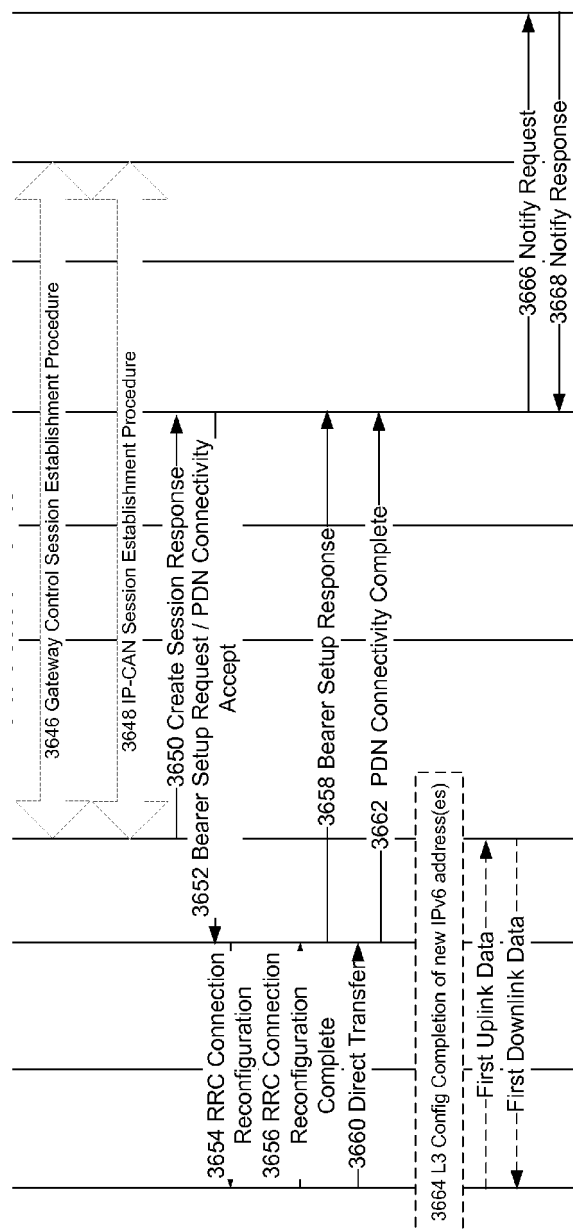 3646 Gateway Control Session Establishment Procedure
3648 IP-CAN Session Establishment Procedure
3650 Create Session Response
3652 Bearer Setup Request / PDN Connectivity
Accept
3654 RRC Connection
Reconfiguration
3656 RRC Connection
Reconfiguration
Complete
3658 Bearer Setup Response
3660 Direct Transfer
3662 PDN Connectivity Complete
3664 L3 Config Completion of new IPv6 address(es)
First Uplink Data
First Downlink Data
3666 Notify Request
3668 Notify Response